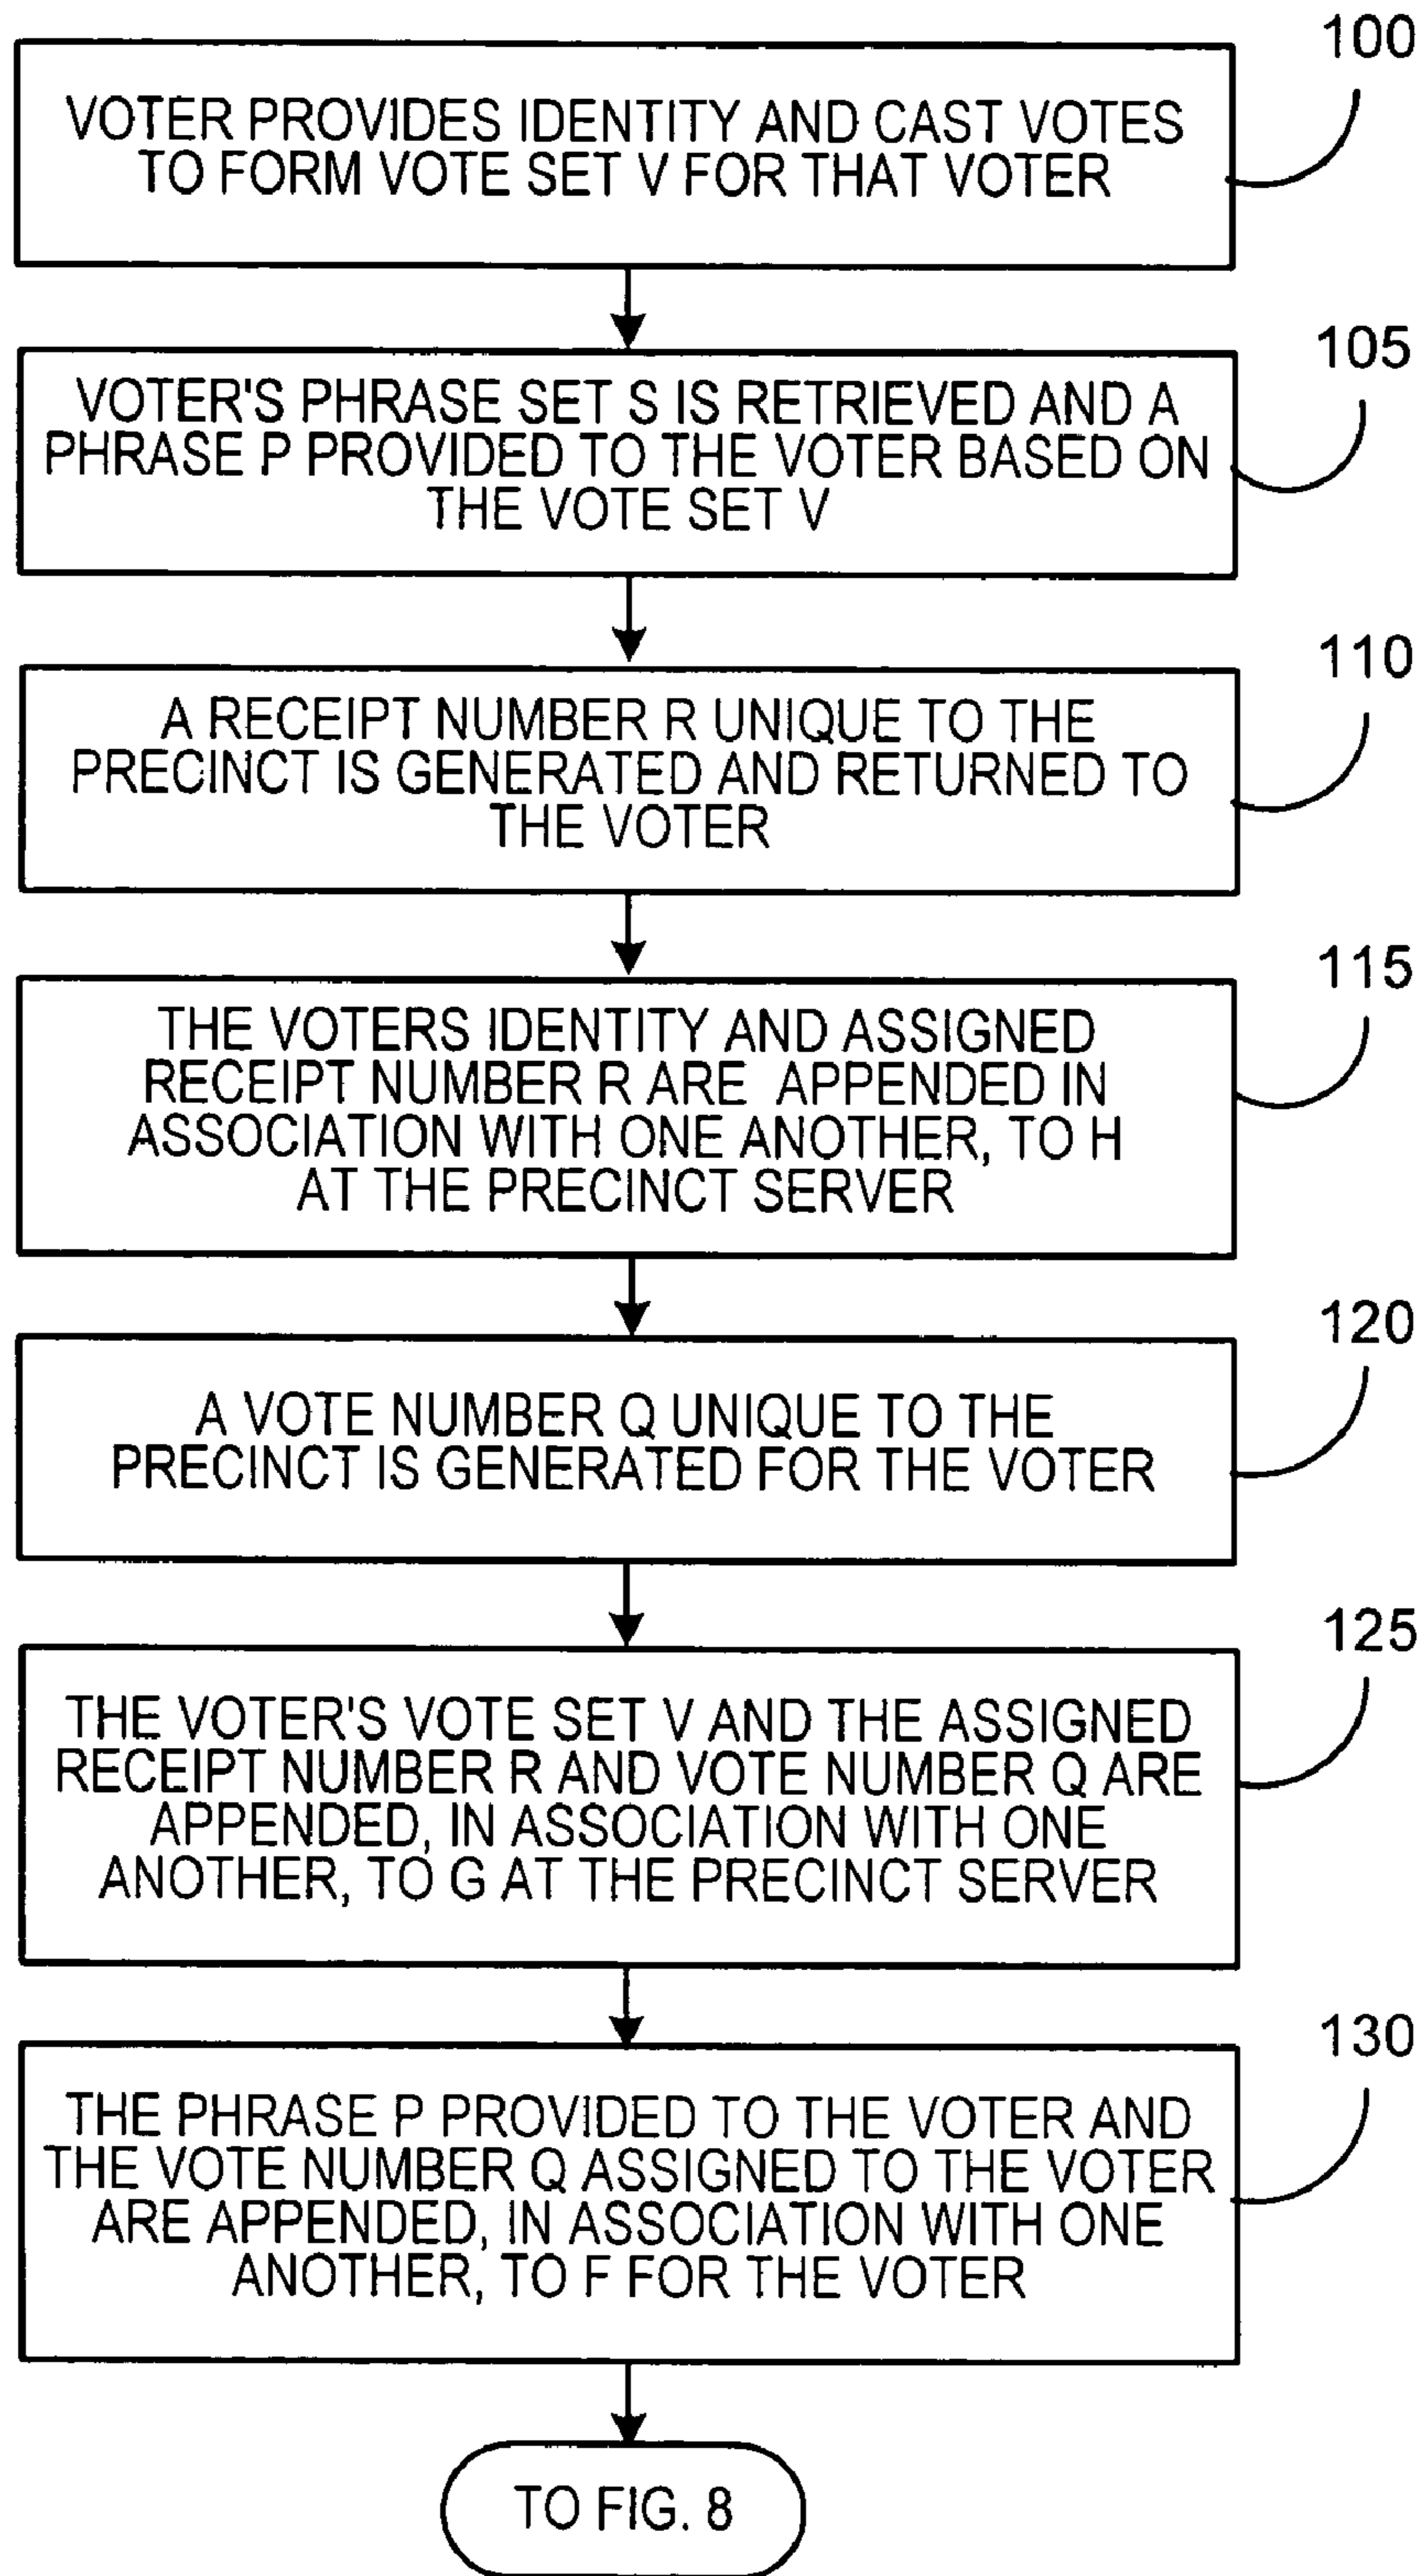 100
VOTER PROVIDES IDENTITY AND CAST VOTES
TO FORM VOTE SET V FOR THAT VOTER
105
VOTER'S PHRASE SET S IS RETRIEVED AND A
PHRASE P PROVIDED TO THE VOTER BASED ON
THE VOTE SET V
110
A RECEIPT NUMBER R UNIQUE TO THE
PRECINCT IS GENERATED AND RETURNED TO
THE VOTER
115
THE VOTERS IDENTITY AND ASSIGNED
RECEIPT NUMBER R ARE APPENDED IN
ASSOCIATION WITH ONE ANOTHER, TO H
AT THE PRECINCT SERVER
120
A VOTE NUMBER Q UNIQUE TO THE
PRECINCT IS GENERATED FOR THE VOTER
125
THE VOTER'S VOTE SET V AND THE ASSIGNED
RECEIPT NUMBER R AND VOTE NUMBER Q ARE
APPENDED, IN ASSOCIATION WITH ONE
ANOTHER, TO G AT THE PRECINCT SERVER
130
THE PHRASE P PROVIDED TO THE VOTER AND
THE VOTE NUMBER Q ASSIGNED TO THE VOTER
ARE APPENDED, IN ASSOCIATION WITH ONE
ANOTHER, TO F FOR THE VOTER
TO FIG. 8